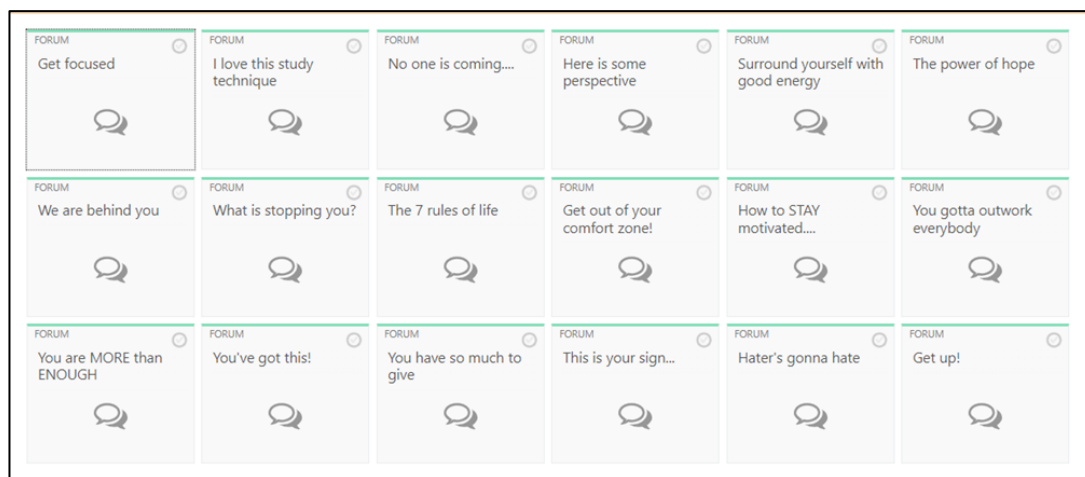 FORUM
Get focused
FORUM
I love this study
technique
FORUM
No one is coming....
FORUM
Here is some
perspective
FORUM
Surround yourself with
good energy
FORUM
The power of hope
FORUM
We are behind you
FORUM
What is stopping you?
FORUM
The 7 rules of life
FORUM
Get out of your
comfort zone!
FORUM
How to STAY
motivated....
FORUM
You gotta outwork
everybody
FORUM
You are MORE than
ENOUGH
FORUM
You've got this!
FORUM
You have so much to
give
FORUM
This is your sign...
FORUM
Hater's gonna hate
FORUM
Get up!